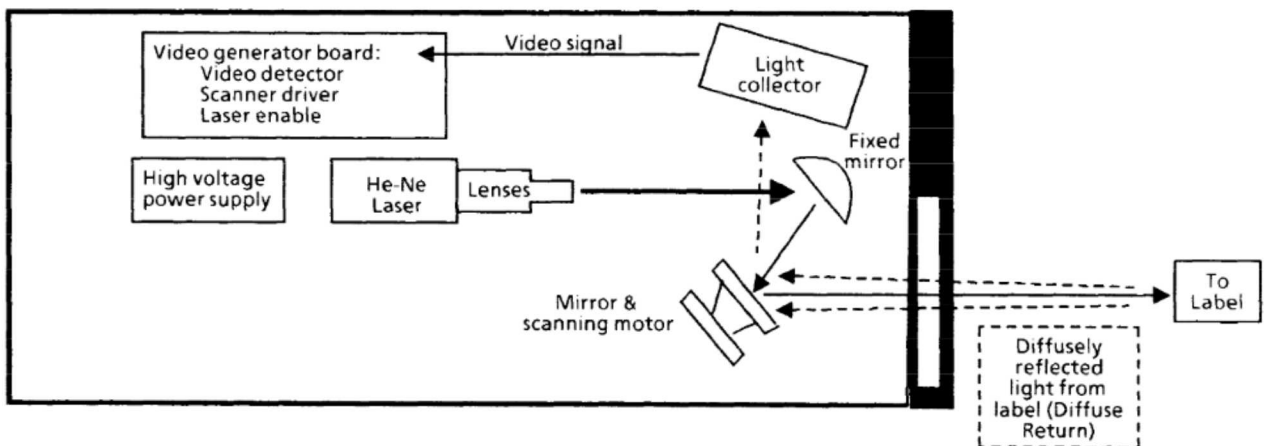 Video generator board:
Video detector
Scanner driver
Laser enable
Video signal
Light
collector
Fixed
mirror
High voltage
power supply
He-Ne
Laser
Lenses
Mirror &
scanning motor
To
Label
Diffusely
reflected
light from
label (Diffuse
Return)